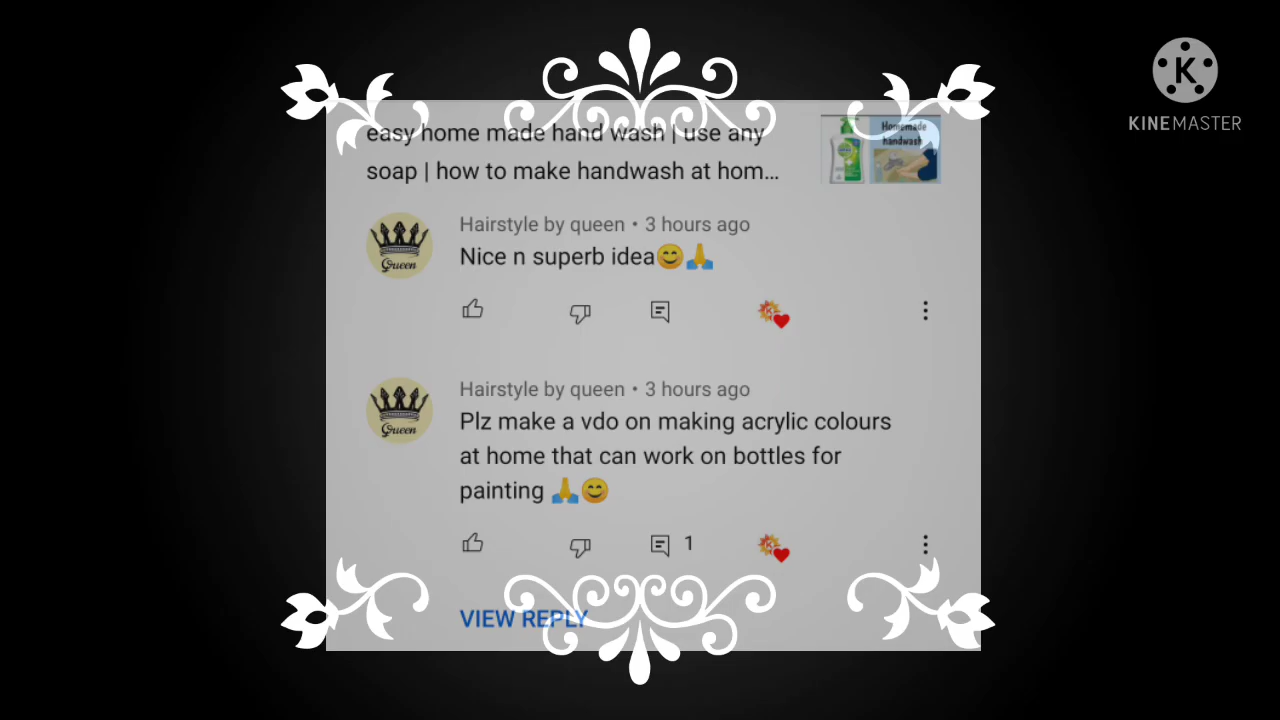 KINEMASTER
easy home made hand wash | use any
soap | how to make handwash at hom...
Homemade
handwash
Hairstyle by queen • 3 hours ago
Nice n superb idea😊🙏
Queen
Hairstyle by queen • 3 hours ago
Plz make a vdo on making acrylic colours
at home that can work on bottles for
painting 🙏😊
Queen
1
VIEW REPLY